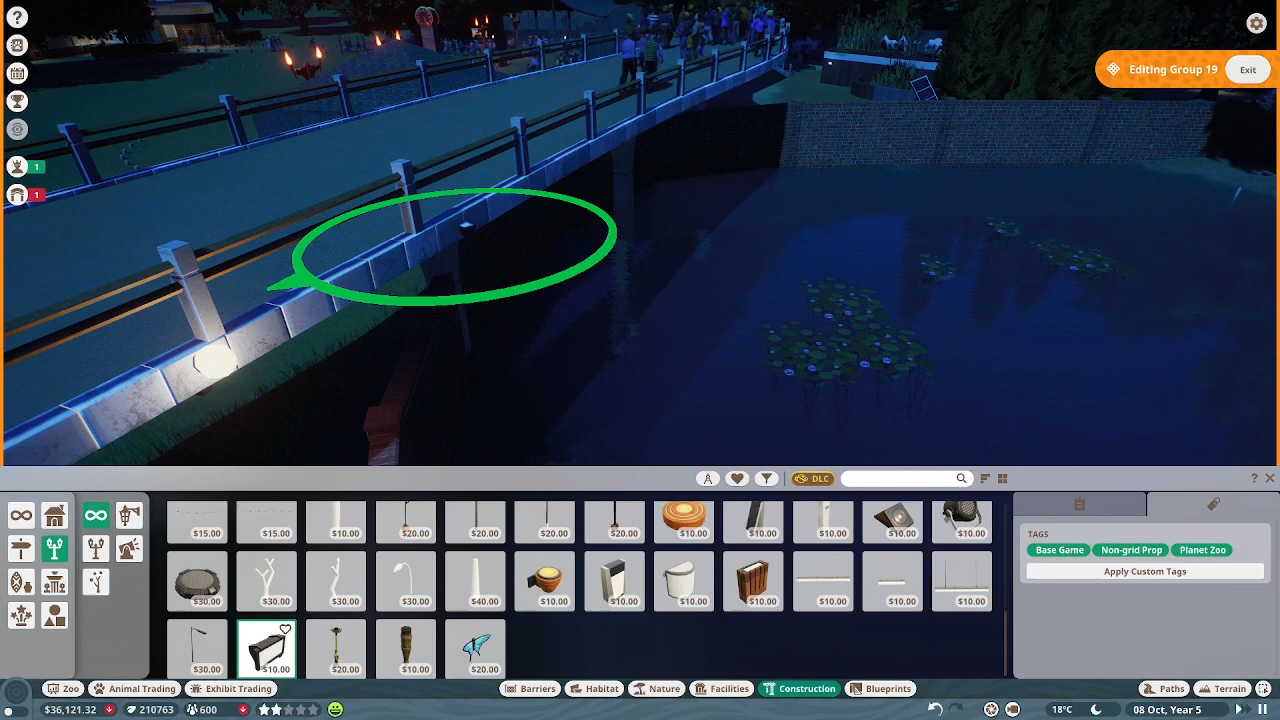 Editing Group 19
Exit
1
1
DLC
?
$15.00 $15.00 $10.00 $20.00 $20.00 $20.00 $20.00 $10.00 $10.00 $10.00 $10.00 $10.00
$30.00 $30.00 $30.00 $30.00 $40.00 $10.00 $10.00 $10.00 $10.00 $10.00 $10.00 $10.00
$30.00 $10.00 $20.00 $10.00 $20.00
TAGS
Base Game Non-grid Prop Planet Zoo
Apply Custom Tags
Zoo Animal Trading Exhibit Trading Barriers Habitat Nature Facilities Construction Blueprints Paths Terrain
$36,121.32 210763 600 18°C 08 Oct, Year 5